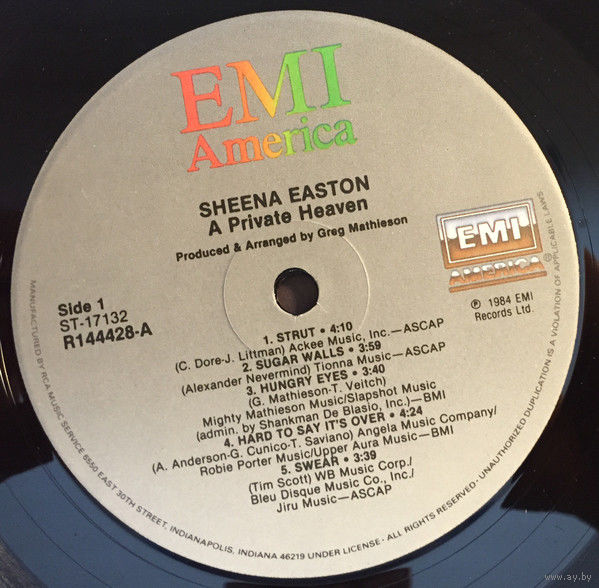 EMI
America
SHEENA EASTON
A Private Heaven
Produced & Arranged by Greg Mathieson
EMI
AMERICA
Side 1
ST-17132
R144428-A
℗ 1984 EMI
Records Ltd.
1. STRUT • 4:10
(C. Dore-J. Littman) Ackee Music, Inc.—ASCAP
2. SUGAR WALLS • 3:59
(Alexander Nevermind) Tionna Music—ASCAP
3. HUNGRY EYES • 3:40
(G. Mathieson-T. Veitch)
Mighty Mathieson Music/Slapshot Music
(admin. by Shankman De Blasio, Inc.)—BMI
4. HARD TO SAY IT'S OVER • 4:24
(A. Anderson-G. Cunico-T. Saviano) Angela Music Company/
Robie Porter Music/Upper Aura Music—BMI
5. SWEAR • 3:39
(Tim Scott) WB Music Corp./
Bleu Disque Music Co., Inc./
Jiru Music—ASCAP
MANUFACTURED BY RCA MUSIC SERVICE 6550 EAST 30TH STREET, INDIANAPOLIS, INDIANA 46219 UNDER LICENSE • ALL RIGHTS RESERVED • UNAUTHORIZED DUPLICATION IS A VIOLATION OF APPLICABLE LAWS
www.ay.by